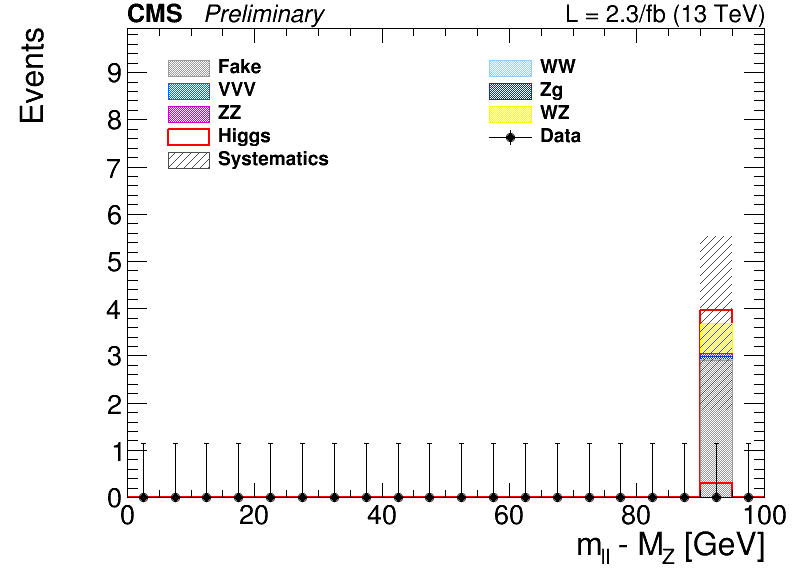 CMS Preliminary L = 2.3/fb (13 TeV)
Events
Fake WW
VVV Zg
ZZ WZ
Higgs Data
Systematics
9
8
7
6
5
4
3
2
1
0
0 20 40 60 80 100
m_ll - M_Z [GeV]